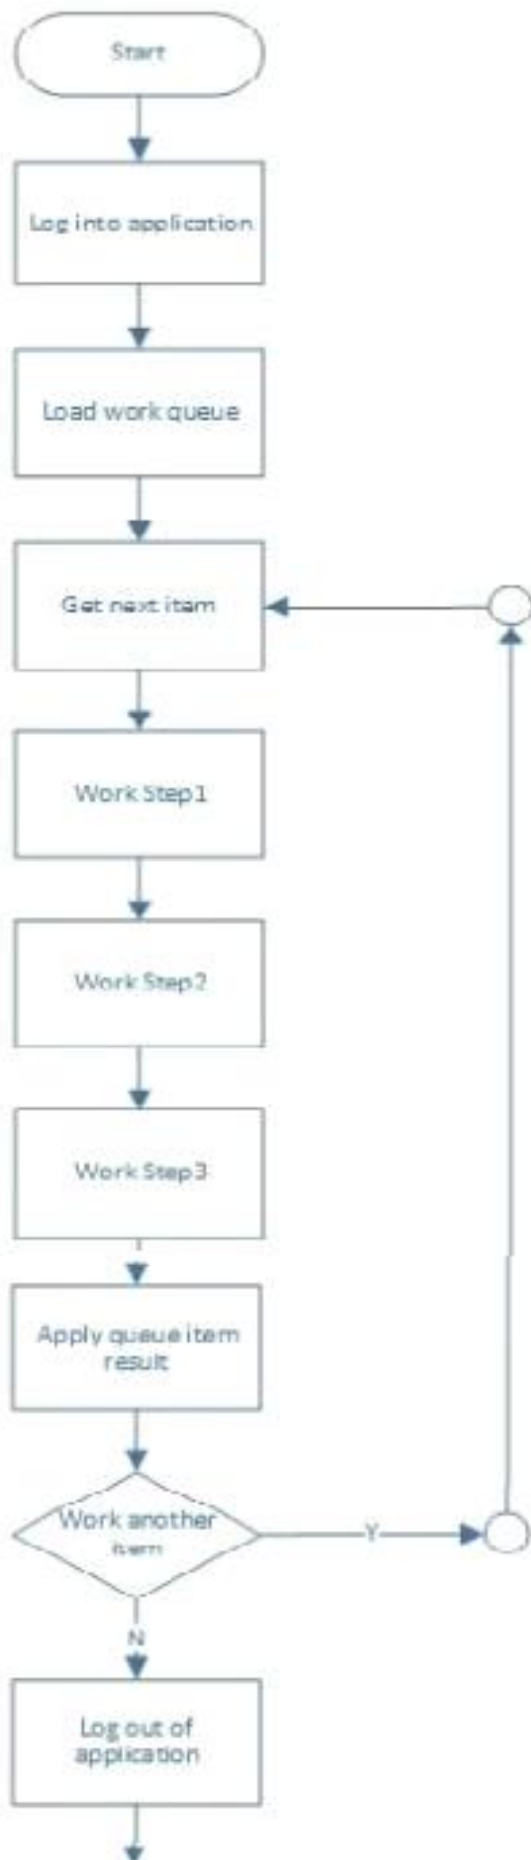 Start
Log into application
Load work queue
Get next item
Work Step1
Work Step2
Work Step3
Apply queue item
result
Work another
item
Y
N
Log out of
application